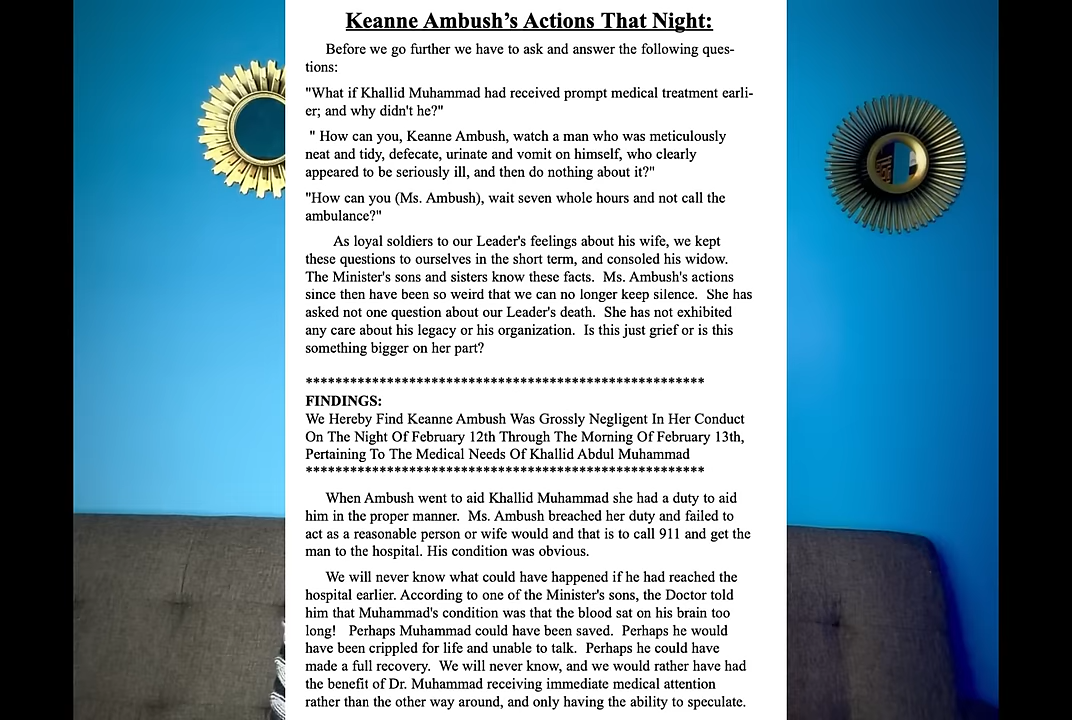 Keanne Ambush's Actions That Night:
Before we go further we have to ask and answer the following ques-
tions:
"What if Khallid Muhammad had received prompt medical treatment earli-
er; and why didn't he?"
" How can you, Keanne Ambush, watch a man who was meticulously
neat and tidy, defecate, urinate and vomit on himself, who clearly
appeared to be seriously ill, and then do nothing about it?"
"How can you (Ms. Ambush), wait seven whole hours and not call the
ambulance?"
As loyal soldiers to our Leader's feelings about his wife, we kept
these questions to ourselves in the short term, and consoled his widow.
The Minister's sons and sisters know these facts. Ms. Ambush's actions
since then have been so weird that we can no longer keep silence. She has
asked not one question about our Leader's death. She has not exhibited
any care about his legacy or his organization. Is this just grief or is this
something bigger on her part?
******************************************************
FINDINGS:
We Hereby Find Keanne Ambush Was Grossly Negligent In Her Conduct
On The Night Of February 12th Through The Morning Of February 13th,
Pertaining To The Medical Needs Of Khallid Abdul Muhammad
******************************************************
When Ambush went to aid Khallid Muhammad she had a duty to aid
him in the proper manner. Ms. Ambush breached her duty and failed to
act as a reasonable person or wife would and that is to call 911 and get the
man to the hospital. His condition was obvious.
We will never know what could have happened if he had reached the
hospital earlier. According to one of the Minister's sons, the Doctor told
him that Muhammad's condition was that the blood sat on his brain too
long! Perhaps Muhammad could have been saved. Perhaps he would
have been crippled for life and unable to talk. Perhaps he could have
made a full recovery. We will never know, and we would rather have had
the benefit of Dr. Muhammad receiving immediate medical attention
rather than the other way around, and only having the ability to speculate.